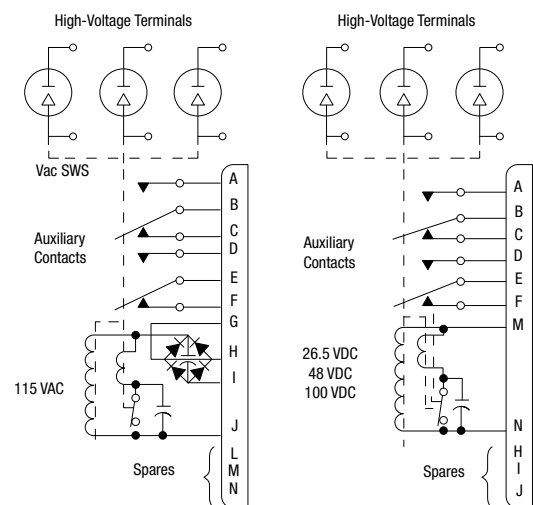 High-Voltage Terminals
Vac SWS
A
B
C
D
E
F
G
H
I
J
L
M
N
Auxiliary
Contacts
115 VAC
Spares
High-Voltage Terminals
A
B
C
D
E
F
M
N
H
I
J
Auxiliary
Contacts
26.5 VDC
48 VDC
100 VDC
Spares